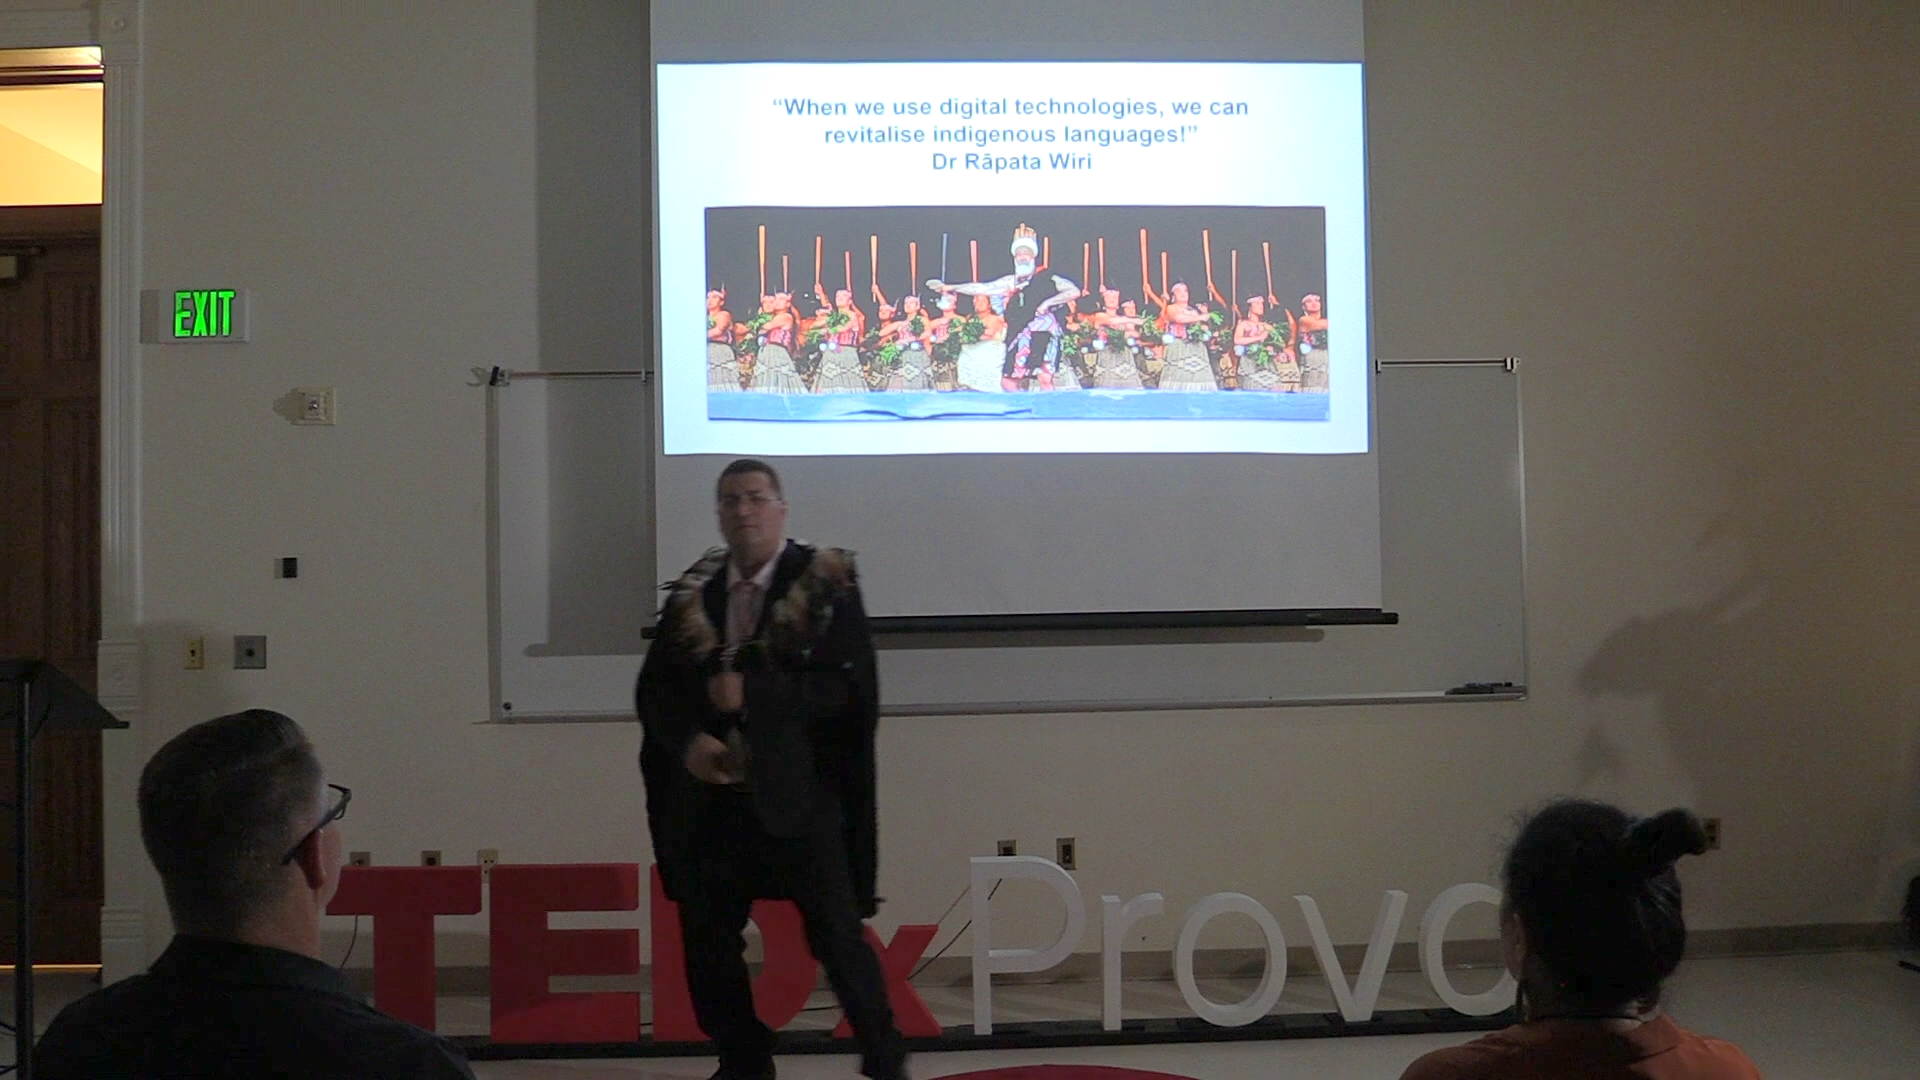 “When we use digital technologies, we can
revitalise indigenous languages!”
Dr Rāpata Wiri
EXIT
TEDxProvo